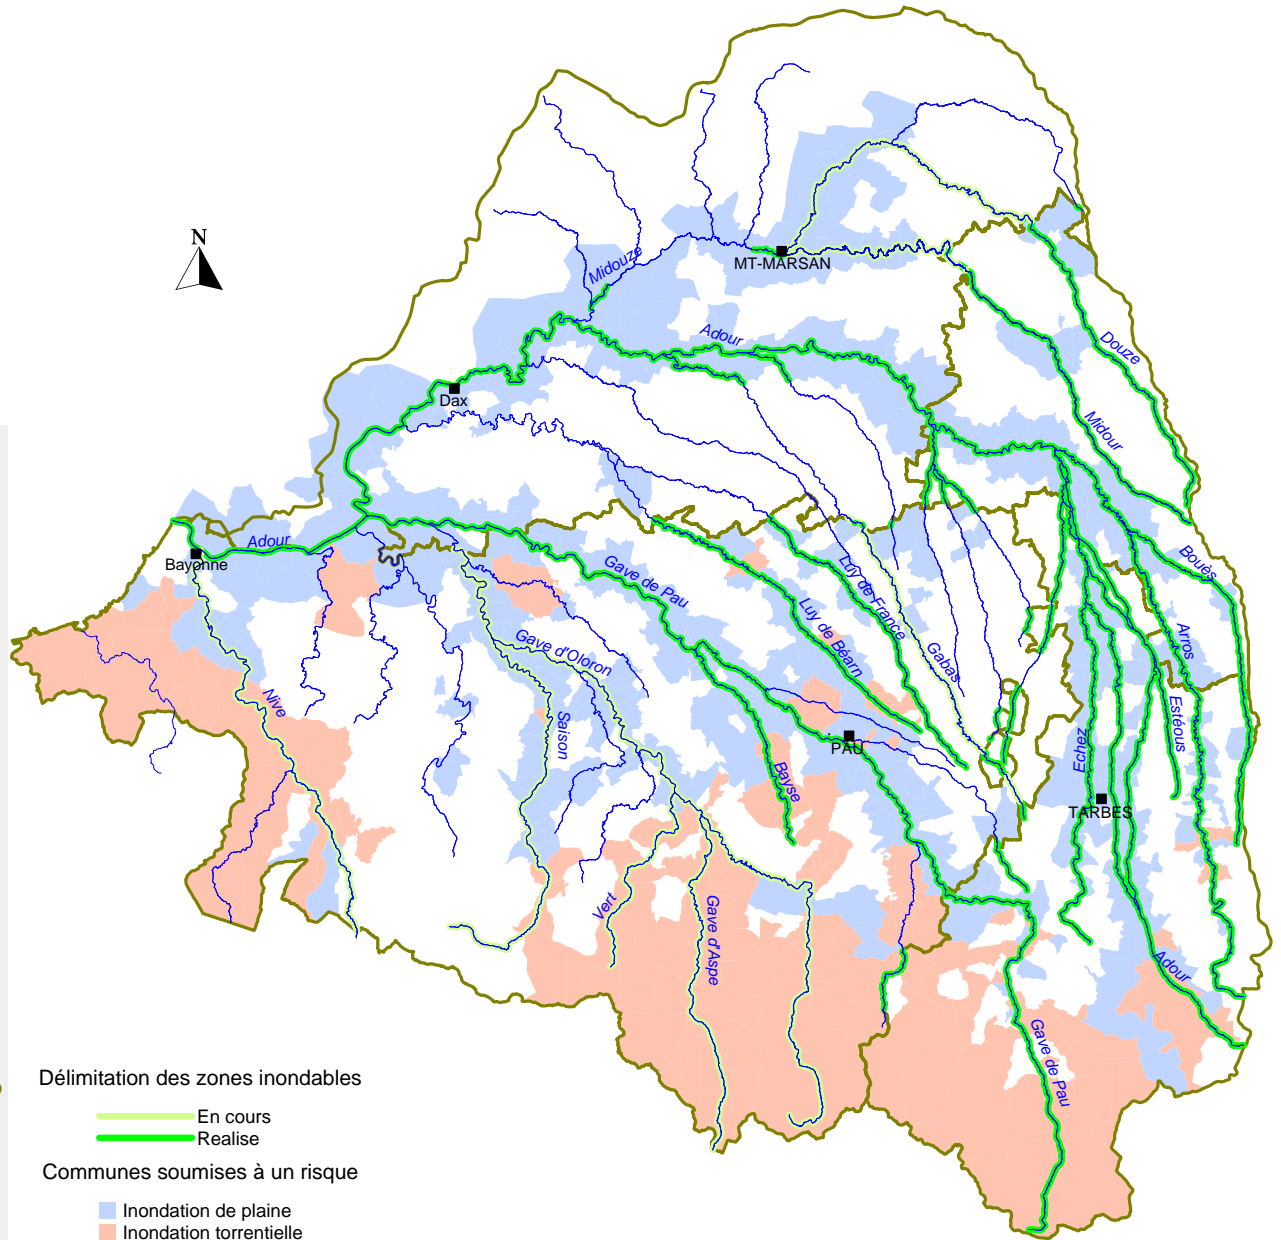 N
Midouze
MT-MARSAN
Adour
Douze
Dax
Midour
Adour
Bayonne
Gave de Pau
Luy de France
Luy de Béarn
Gabas
Bouès
Arros
Estéous
Echez
Gave d'Oloron
Saison
Nive
PAU
Bayse
TARBES
Vert
Gave d'Aspe
Adour
Gave de Pau
Délimitation des zones inondables
En cours
Realise
Communes soumises à un risque
Inondation de plaine
Inondation torrentielle